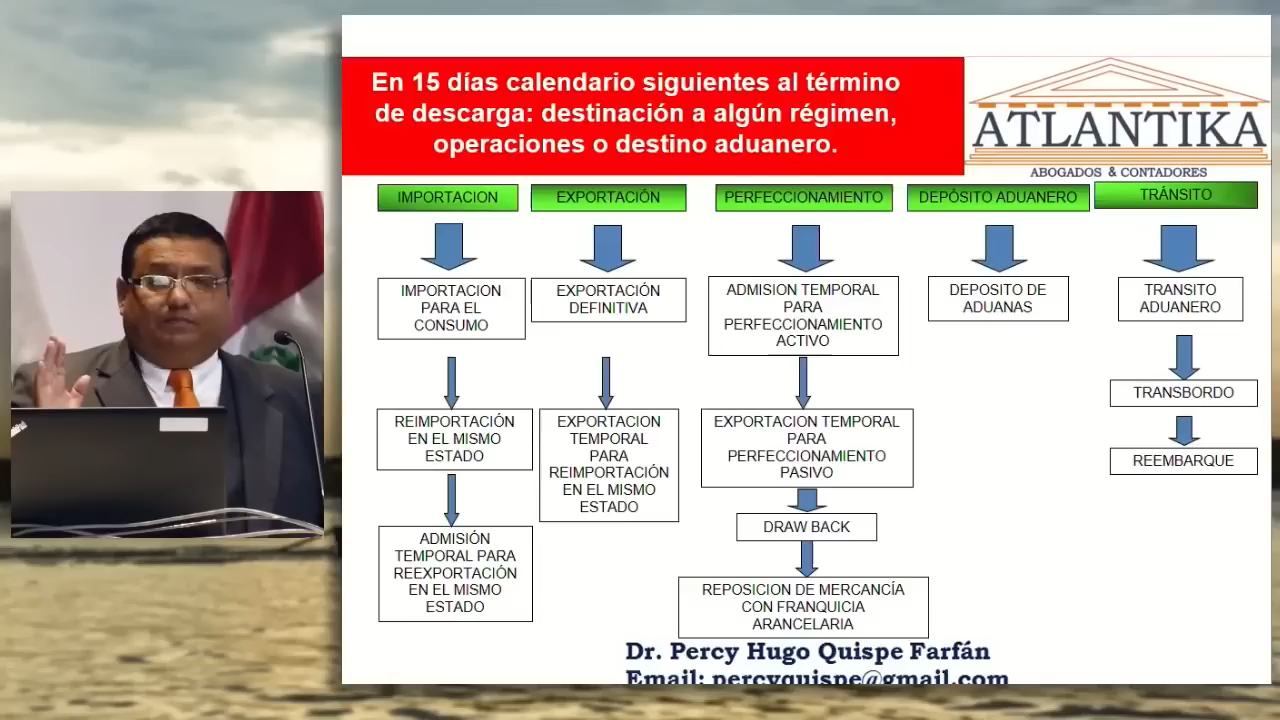 En 15 días calendario siguientes al término
de descarga: destinación a algún régimen,
operaciones o destino aduanero.
ATLANTIKA
ABOGADOS & CONTADORES
IMPORTACION
IMPORTACION
PARA EL
CONSUMO
REIMPORTACIÓN
EN EL MISMO
ESTADO
ADMISIÓN
TEMPORAL PARA
REEXPORTACIÓN
EN EL MISMO
ESTADO
EXPORTACIÓN
EXPORTACIÓN
DEFINITIVA
EXPORTACION
TEMPORAL
PARA
REIMPORTACIÓN
EN EL MISMO
ESTADO
PERFECCIONAMIENTO
ADMISION TEMPORAL
PARA
PERFECCIONAMIENTO
ACTIVO
EXPORTACION TEMPORAL
PARA
PERFECCIONAMIENTO
PASIVO
DRAW BACK
REPOSICION DE MERCANCÍA
CON FRANQUICIA
ARANCELARIA
DEPÓSITO ADUANERO
DEPOSITO DE
ADUANAS
TRÁNSITO
TRANSITO
ADUANERO
TRANSBORDO
REEMBARQUE
Dr. Percy Hugo Quispe Farfán
Email: percyquispe@gmail.com